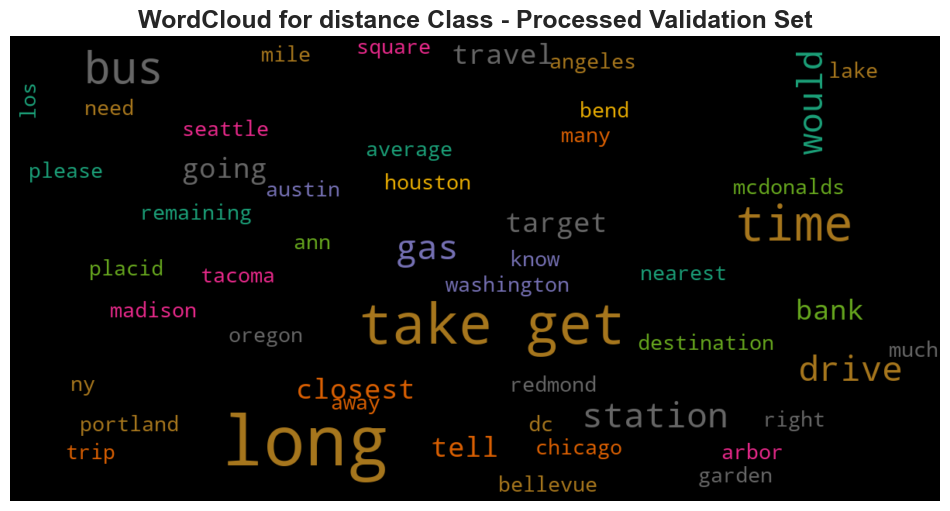 WordCloud for distance Class - Processed Validation Set
bus
mile
square
travel
angeles
lake
los
need
bend
would
seattle
many
average
please
going
austin
houston
mcdonalds
remaining
target
time
ann
gas
know
placid
tacoma
washington
nearest
madison
take get
bank
oregon
destination
much
ny
closest
away
redmond
drive
portland
long
station
right
trip
tell
dc
chicago
arbor
garden
bellevue